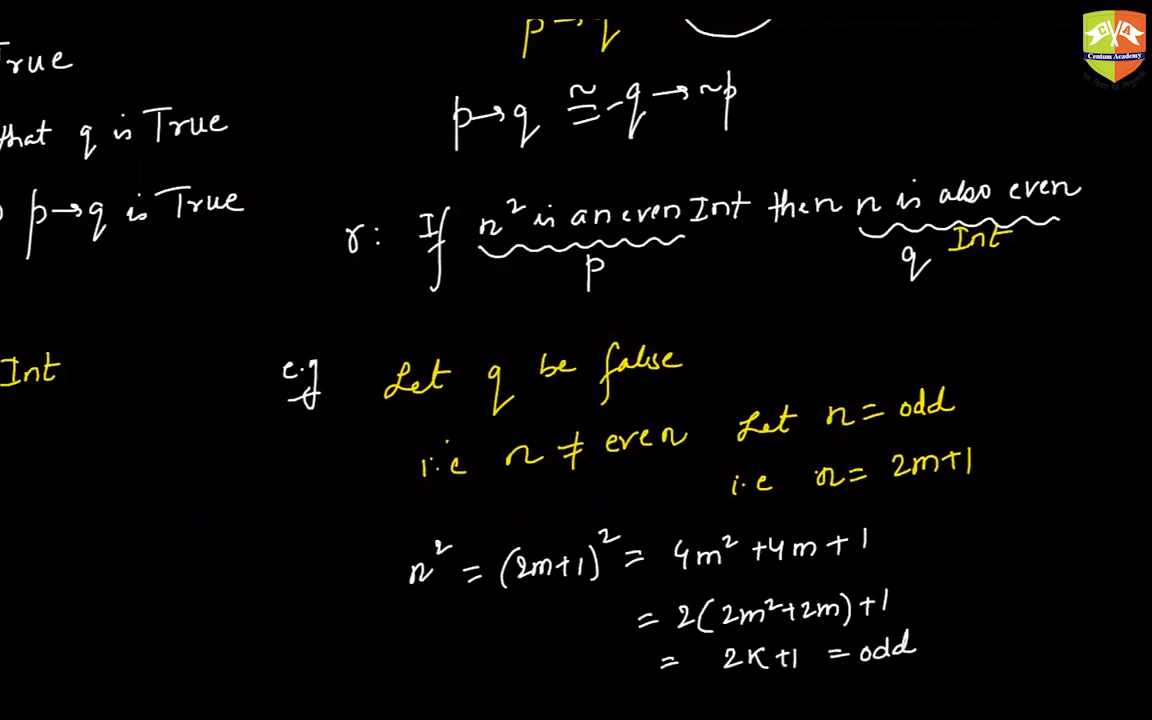 True
that q is True
p→q is True
Int
p→q
p→q ≅ ~q→~p
r: If n² is an even Int then n is also even
p
q Int
e.g Let q be false
i.e n ≠ even Let n = odd
i.e n = 2m+1
n² = (2m+1)² = 4m² +4m+1
= 2(2m²+2m)+1
= 2K+1 = odd
Centum Academy